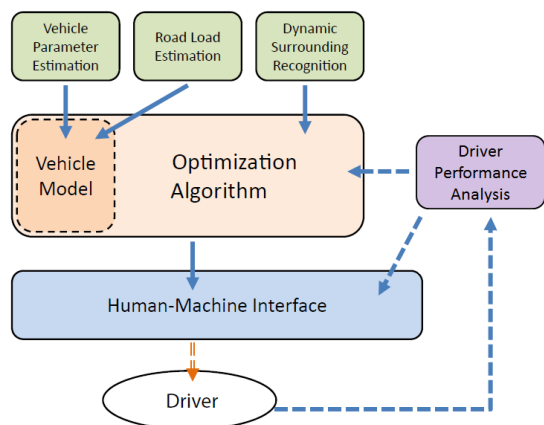 Vehicle
Parameter
Estimation
Road Load
Estimation
Dynamic
Surrounding
Recognition
Vehicle
Model
Optimization
Algorithm
Driver
Performance
Analysis
Human-Machine Interface
Driver